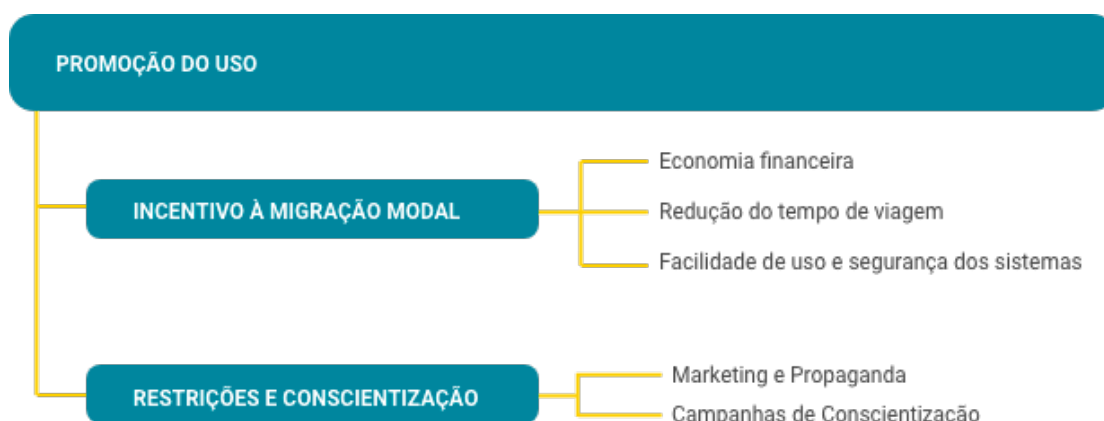 PROMOÇÃO DO USO
INCENTIVO À MIGRAÇÃO MODAL
Economia financeira
Redução do tempo de viagem
Facilidade de uso e segurança dos sistemas
RESTRIÇÕES E CONSCIENTIZAÇÃO
Marketing e Propaganda
Campanhas de Conscientização